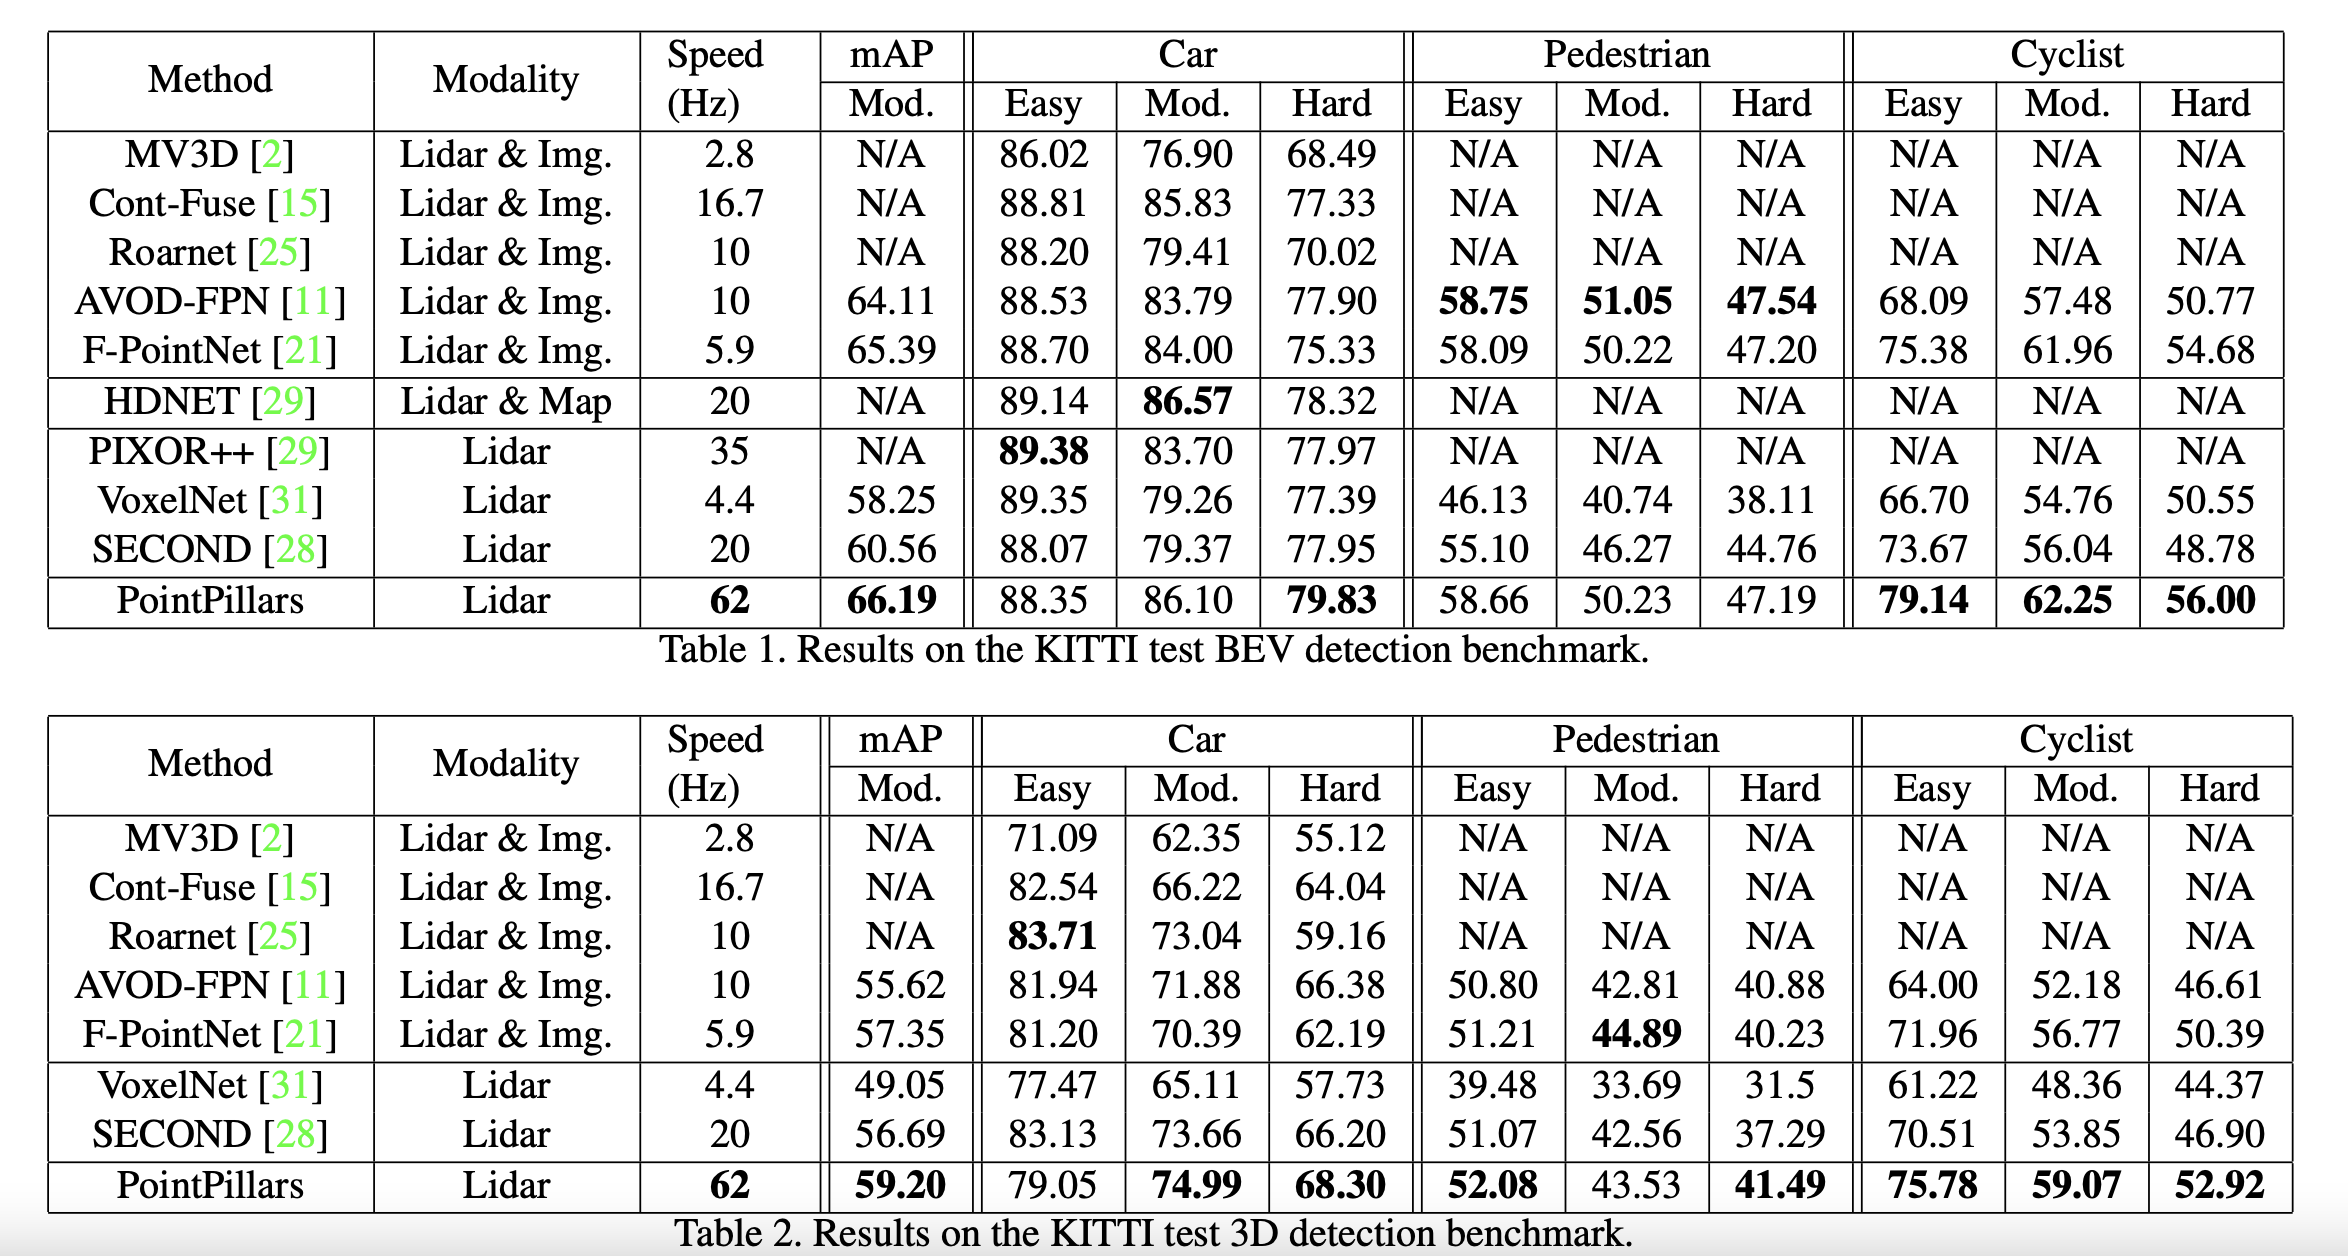 Method Modality Speed (Hz) mAP Car Pedestrian Cyclist
Mod. Easy Mod. Hard Easy Mod. Hard Easy Mod. Hard
MV3D [2] Lidar & Img. 2.8 N/A 86.02 76.90 68.49 N/A N/A N/A N/A N/A N/A
Cont-Fuse [15] Lidar & Img. 16.7 N/A 88.81 85.83 77.33 N/A N/A N/A N/A N/A N/A
Roarnet [25] Lidar & Img. 10 N/A 88.20 79.41 70.02 N/A N/A N/A N/A N/A N/A
AVOD-FPN [11] Lidar & Img. 10 64.11 88.53 83.79 77.90 58.75 51.05 47.54 68.09 57.48 50.77
F-PointNet [21] Lidar & Img. 5.9 65.39 88.70 84.00 75.33 58.09 50.22 47.20 75.38 61.96 54.68
HDNET [29] Lidar & Map 20 N/A 89.14 86.57 78.32 N/A N/A N/A N/A N/A N/A
PIXOR++ [29] Lidar 35 N/A 89.38 83.70 77.97 N/A N/A N/A N/A N/A N/A
VoxelNet [31] Lidar 4.4 58.25 89.35 79.26 77.39 46.13 40.74 38.11 66.70 54.76 50.55
SECOND [28] Lidar 20 60.56 88.07 79.37 77.95 55.10 46.27 44.76 73.67 56.04 48.78
PointPillars Lidar 62 66.19 88.35 86.10 79.83 58.66 50.23 47.19 79.14 62.25 56.00
Table 1. Results on the KITTI test BEV detection benchmark.
Method Modality Speed (Hz) mAP Car Pedestrian Cyclist
Mod. Easy Mod. Hard Easy Mod. Hard Easy Mod. Hard
MV3D [2] Lidar & Img. 2.8 N/A 71.09 62.35 55.12 N/A N/A N/A N/A N/A N/A
Cont-Fuse [15] Lidar & Img. 16.7 N/A 82.54 66.22 64.04 N/A N/A N/A N/A N/A N/A
Roarnet [25] Lidar & Img. 10 N/A 83.71 73.04 59.16 N/A N/A N/A N/A N/A N/A
AVOD-FPN [11] Lidar & Img. 10 55.62 81.94 71.88 66.38 50.80 42.81 40.88 64.00 52.18 46.61
F-PointNet [21] Lidar & Img. 5.9 57.35 81.20 70.39 62.19 51.21 44.89 40.23 71.96 56.77 50.39
VoxelNet [31] Lidar 4.4 49.05 77.47 65.11 57.73 39.48 33.69 31.5 61.22 48.36 44.37
SECOND [28] Lidar 20 56.69 83.13 73.66 66.20 51.07 42.56 37.29 70.51 53.85 46.90
PointPillars Lidar 62 59.20 79.05 74.99 68.30 52.08 43.53 41.49 75.78 59.07 52.92
Table 2. Results on the KITTI test 3D detection benchmark.